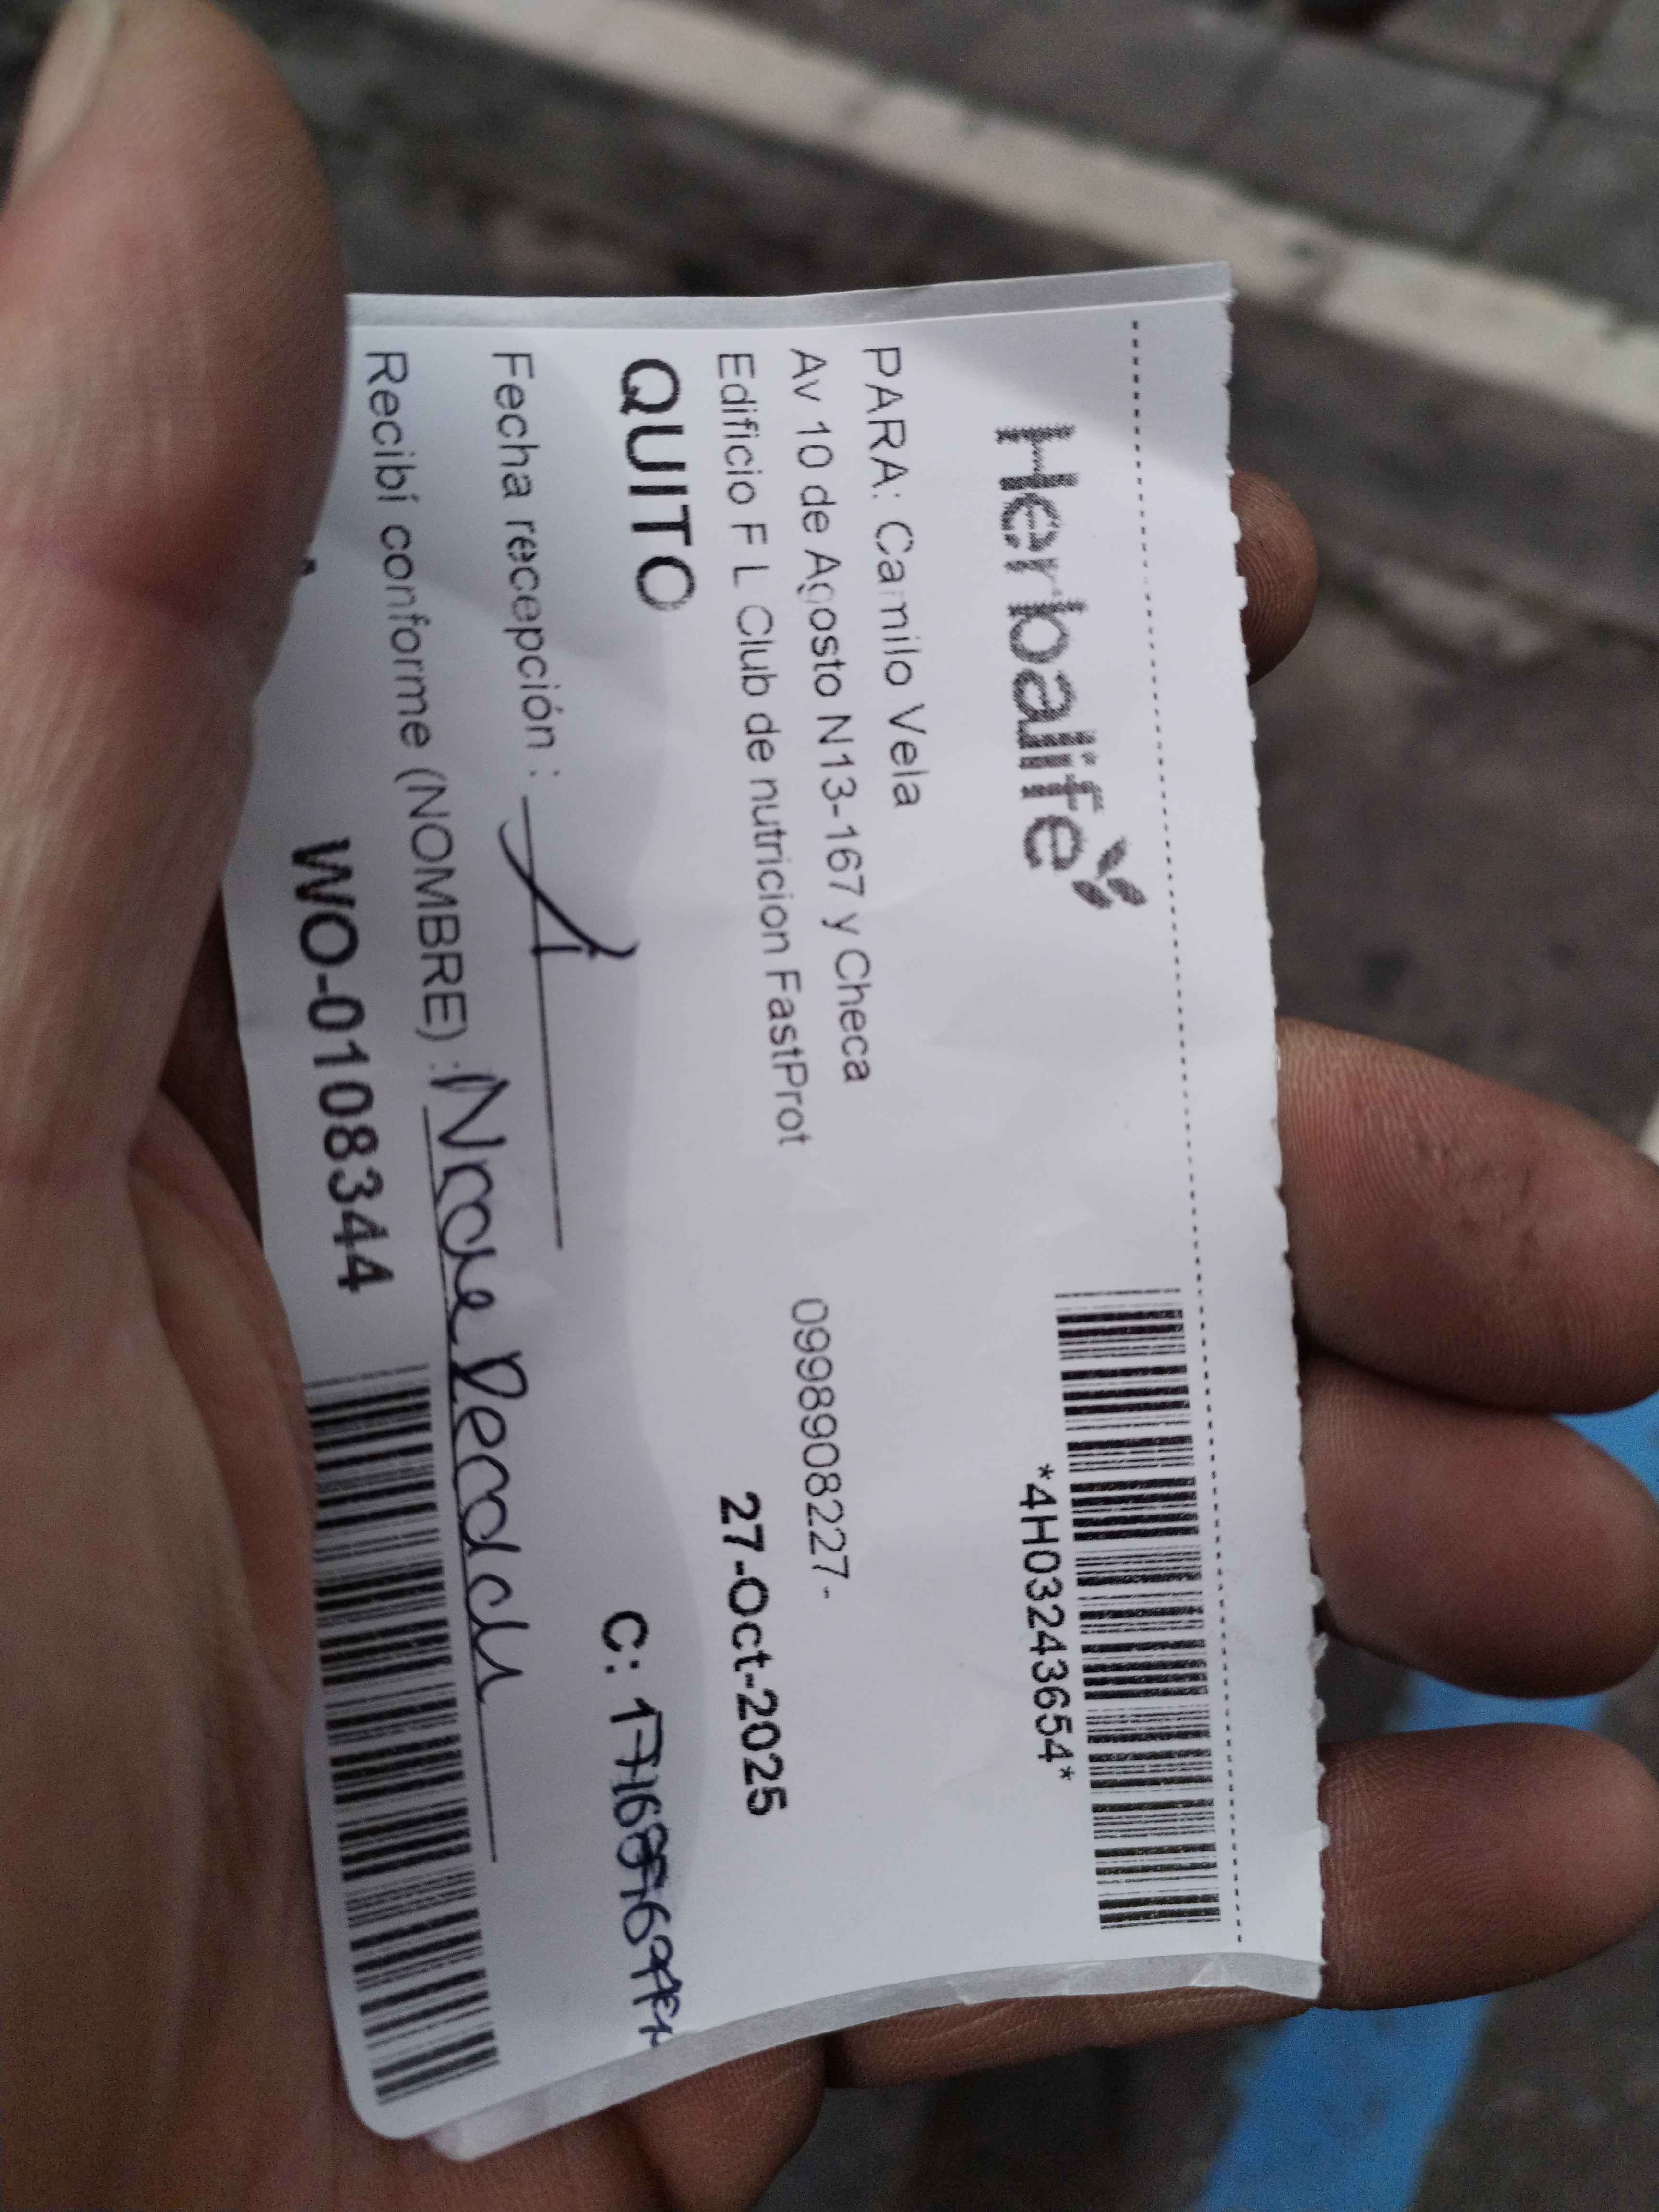 Herbalife
*4H03243654*
PARA: Camilo Vela
Av 10 de Agosto N13-167 y Checa
0998908227-
Edificio F L Club de nutricion FastProt
27-Oct-2025
QUITO
C:
Fecha recepción :
Recibí conforme (NOMBRE) :
WO-0108344